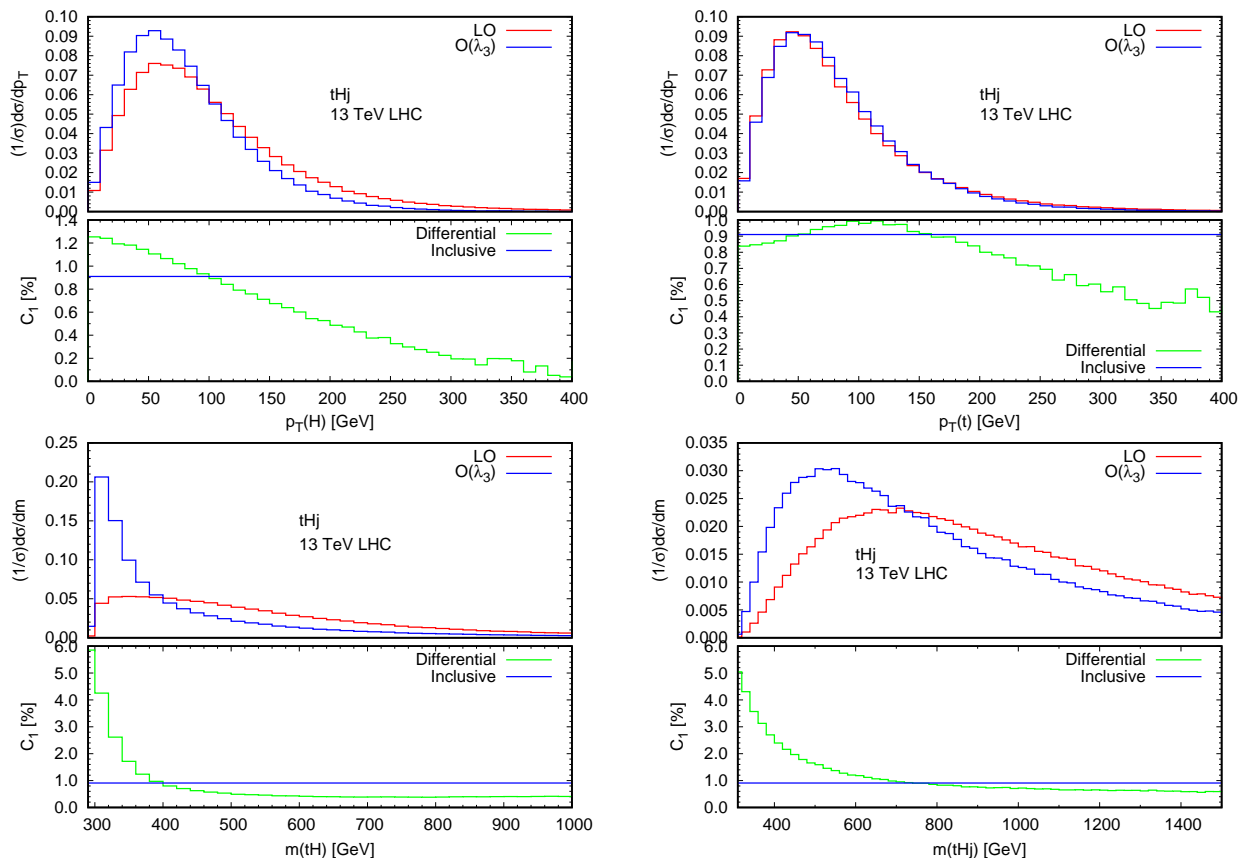 (1/σ)dσ/dp_T
0.10
0.09
0.08
0.07
0.06
0.05
0.04
0.03
0.02
0.01
0.00
LO
O(λ₃)
tHj
13 TeV LHC
C₁ [%]
1.4
1.2
1.0
0.8
0.6
0.4
0.2
0.0
Differential
Inclusive
0 50 100 150 200 250 300 350 400
p_T(H) [GeV]
(1/σ)dσ/dp_T
0.10
0.09
0.08
0.07
0.06
0.05
0.04
0.03
0.02
0.01
0.00
LO
O(λ₃)
tHj
13 TeV LHC
C₁ [%]
1.0
0.9
0.8
0.7
0.6
0.5
0.4
0.3
0.2
0.1
0.0
Differential
Inclusive
0 50 100 150 200 250 300 350 400
p_T(t) [GeV]
(1/σ)dσ/dm
0.25
0.20
0.15
0.10
0.05
0.00
LO
O(λ₃)
tHj
13 TeV LHC
C₁ [%]
6.0
5.0
4.0
3.0
2.0
1.0
0.0
Differential
Inclusive
300 400 500 600 700 800 900 1000
m(tH) [GeV]
(1/σ)dσ/dm
0.035
0.030
0.025
0.020
0.015
0.010
0.005
0.000
LO
O(λ₃)
tHj
13 TeV LHC
C₁ [%]
6.0
5.0
4.0
3.0
2.0
1.0
0.0
Differential
Inclusive
400 600 800 1000 1200 1400
m(tHj) [GeV]